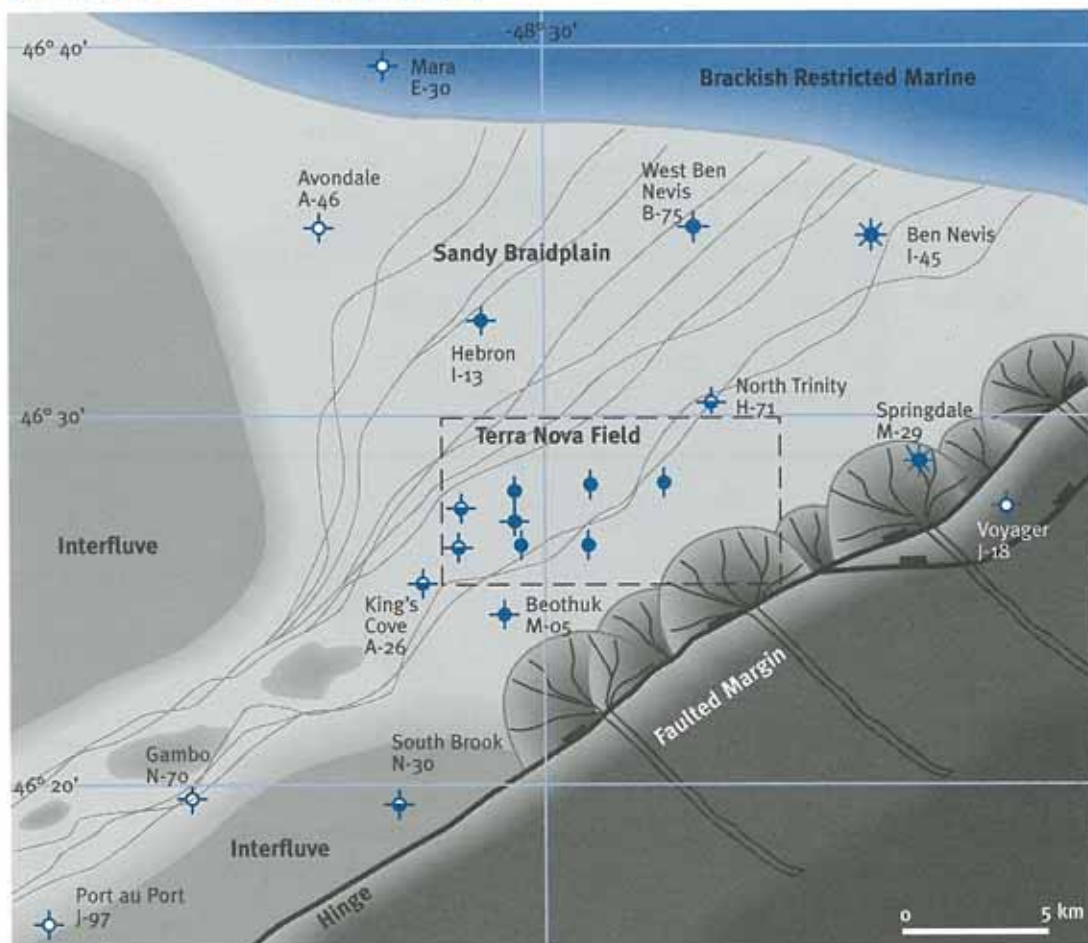 -48° 30'
46° 40'
Mara
E-30
Brackish Restricted Marine
Avondale
A-46
West Ben
Nevis
B-75
Ben Nevis
I-45
Sandy Braidplain
Hebron
I-13
North Trinity
H-71
46° 30'
Terra Nova Field
Springdale
M-29
Interfluve
Voyager
J-18
King's
Cove
A-26
Beothuk
M-05
Faulted Margin
Gambo
N-70
South Brook
N-30
46° 20'
Interfluve
Hinge
Port au Port
J-97
0 5 km